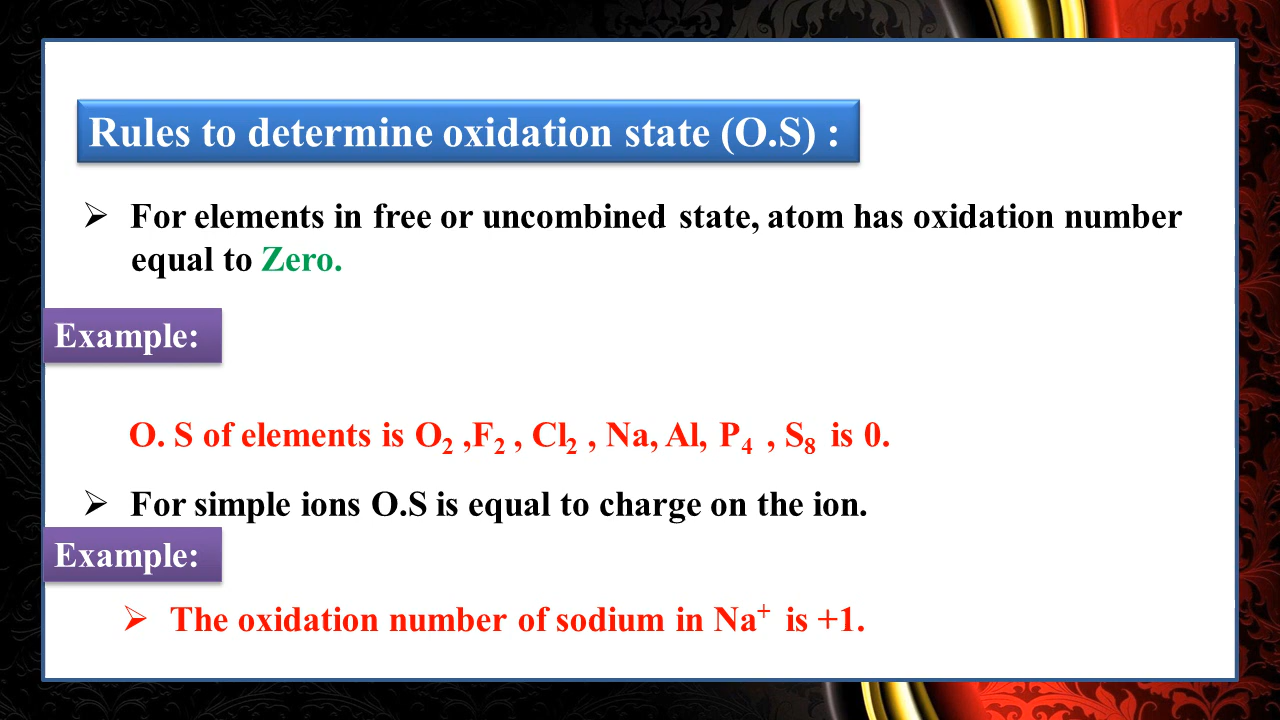 Rules to determine oxidation state (O.S) :
➢ For elements in free or uncombined state, atom has oxidation number
equal to Zero.
Example:
O. S of elements is O₂ ,F₂ , Cl₂ , Na, Al, P₄ , S₈ is 0.
➢ For simple ions O.S is equal to charge on the ion.
Example:
➢ The oxidation number of sodium in Na⁺ is +1.